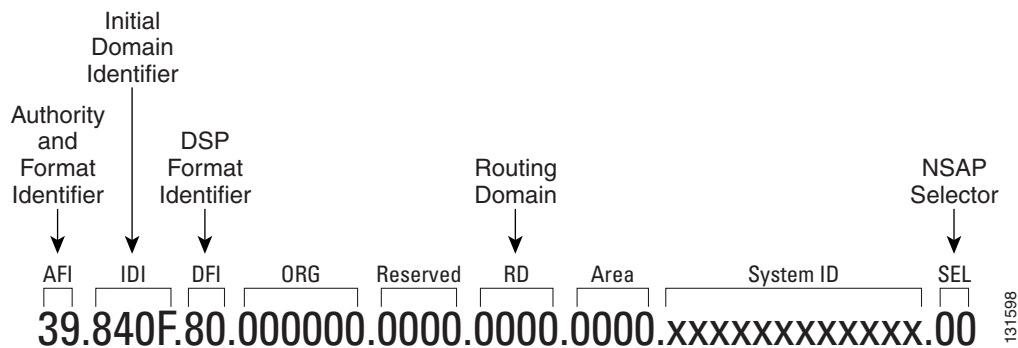 Initial
Domain
Identifier
Authority
and
Format
Identifier
DSP
Format
Identifier
Routing
Domain
NSAP
Selector
AFI IDI DFI ORG Reserved RD Area System ID SEL
39.840F.80.000000.0000.0000.0000.xxxxxxxxxxxx.00
131598